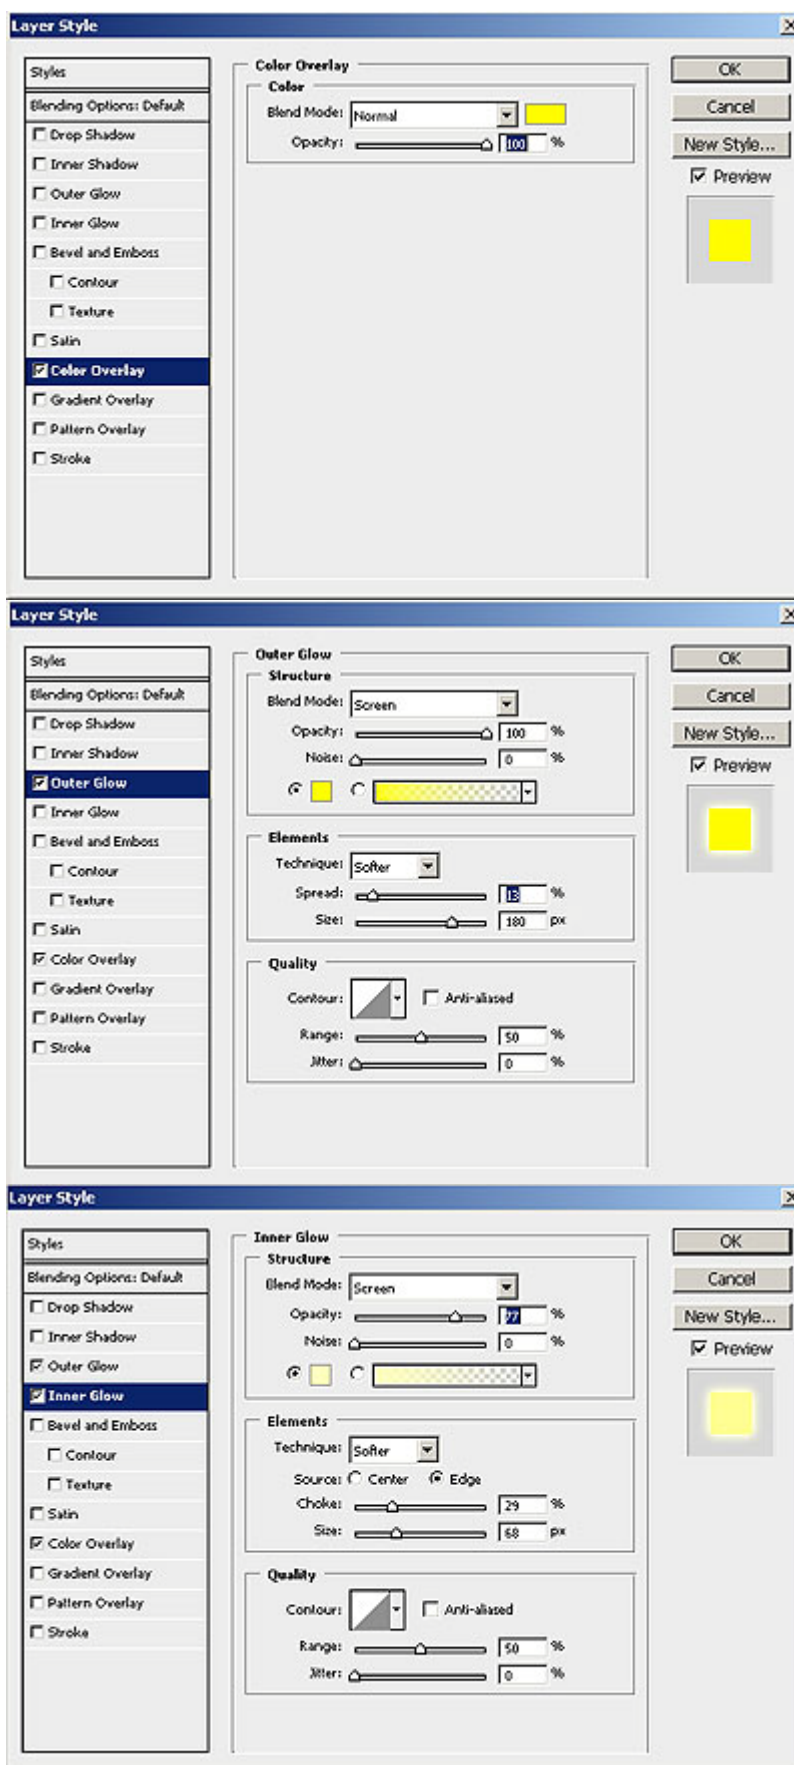 Layer Style
Styles
Blending Options: Default
Drop Shadow
Inner Shadow
Outer Glow
Inner Glow
Bevel and Emboss
Contour
Texture
Satin
Color Overlay
Gradient Overlay
Pattern Overlay
Stroke
Color Overlay
Color
Blend Mode: Normal
Opacity: 100 %
OK
Cancel
New Style...
Preview
Layer Style
Styles
Blending Options: Default
Drop Shadow
Inner Shadow
Outer Glow
Inner Glow
Bevel and Emboss
Contour
Texture
Satin
Color Overlay
Gradient Overlay
Pattern Overlay
Stroke
Outer Glow
Structure
Blend Mode: Screen
Opacity: 100 %
Noise: 0 %
Elements
Technique: Softer
Spread: 13 %
Size: 180 px
Quality
Contour: Anti-aliased
Range: 50 %
Jitter: 0 %
OK
Cancel
New Style...
Preview
Layer Style
Styles
Blending Options: Default
Drop Shadow
Inner Shadow
Outer Glow
Inner Glow
Bevel and Emboss
Contour
Texture
Satin
Color Overlay
Gradient Overlay
Pattern Overlay
Stroke
Inner Glow
Structure
Blend Mode: Screen
Opacity: 77 %
Noise: 0 %
Elements
Technique: Softer
Source: Center Edge
Choke: 29 %
Size: 68 px
Quality
Contour: Anti-aliased
Range: 50 %
Jitter: 0 %
OK
Cancel
New Style...
Preview